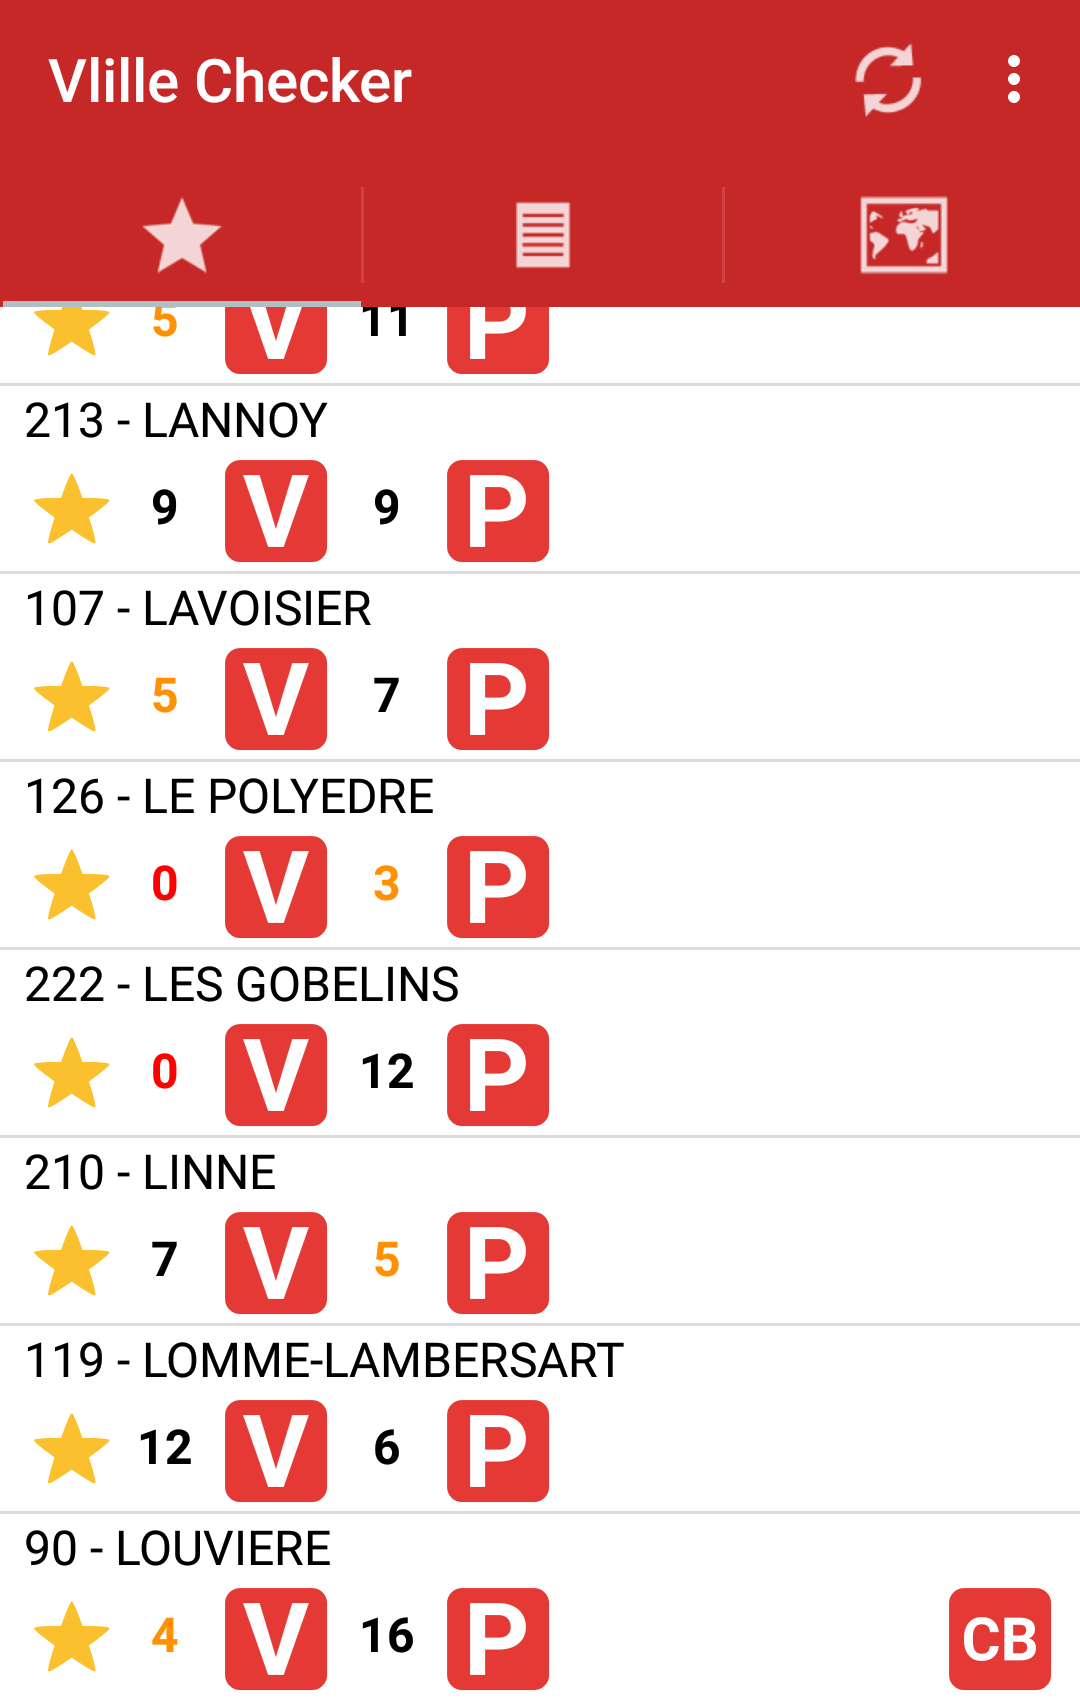 Vlille Checker
5 V 11 P
213 - LANNOY
9 V 9 P
107 - LAVOISIER
5 V 7 P
126 - LE POLYEDRE
0 V 3 P
222 - LES GOBELINS
0 V 12 P
210 - LINNE
7 V 5 P
119 - LOMME-LAMBERSART
12 V 6 P
90 - LOUVIERE
4 V 16 P CB